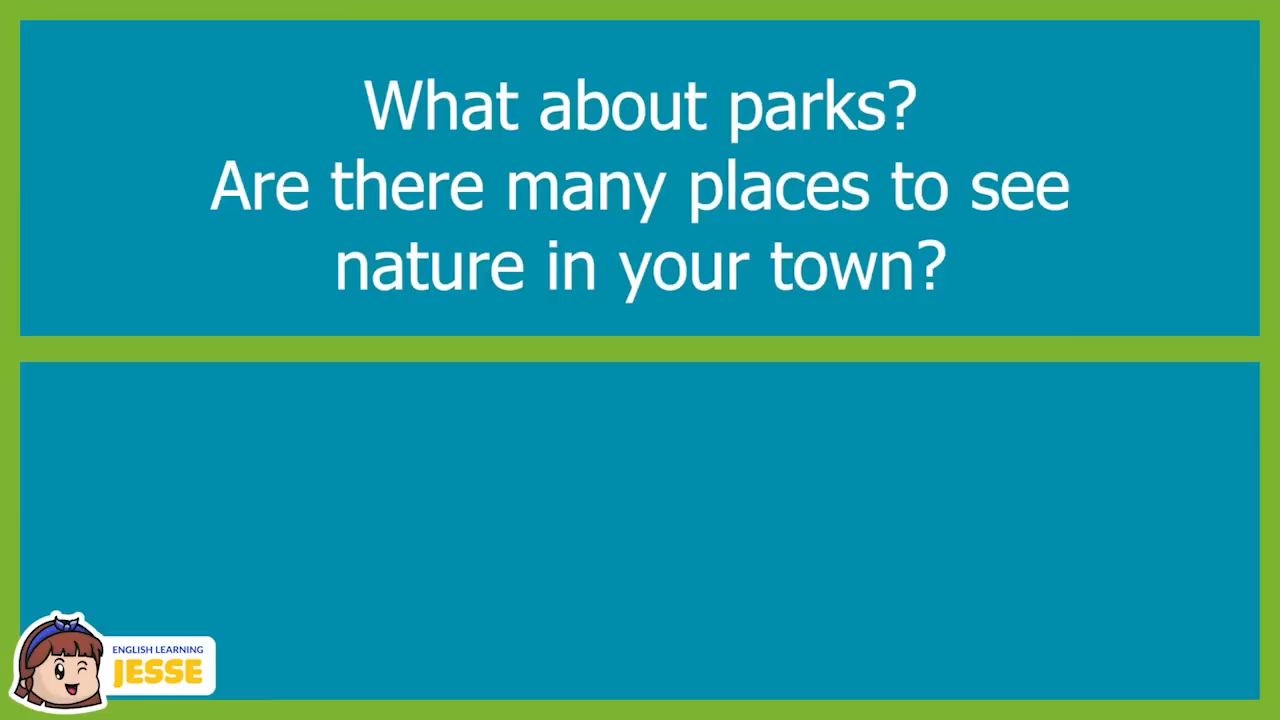 What about parks?
Are there many places to see
nature in your town?
ENGLISH LEARNING
JESSE